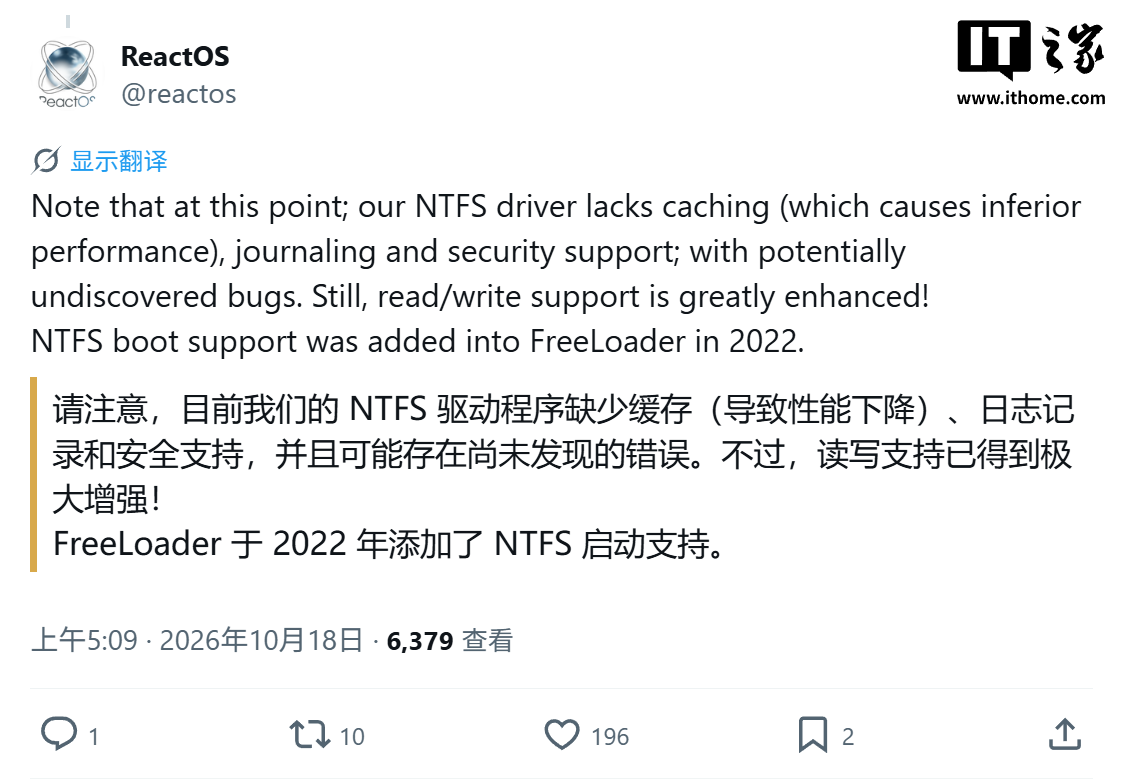 ReactOS
@reactos
IT之家
www.ithome.com
ReactOS
显示翻译
Note that at this point; our NTFS driver lacks caching (which causes inferior
performance), journaling and security support; with potentially
undiscovered bugs. Still, read/write support is greatly enhanced!
NTFS boot support was added into FreeLoader in 2022.
请注意，目前我们的 NTFS 驱动程序缺少缓存（导致性能下降）、日志记
录和安全支持，并且可能存在尚未发现的错误。不过，读写支持已得到极
大增强！
FreeLoader 于 2022 年添加了 NTFS 启动支持。
上午5:09 · 2026年10月18日 · 6,379 查看
1 10 196 2